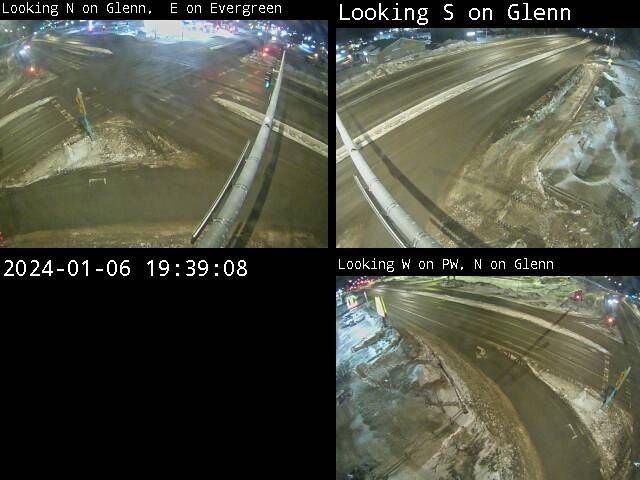 Looking N on Glenn,  E on Evergreen
Looking S on Glenn
2024-01-06 19:39:08
Looking W on PW, N on Glenn